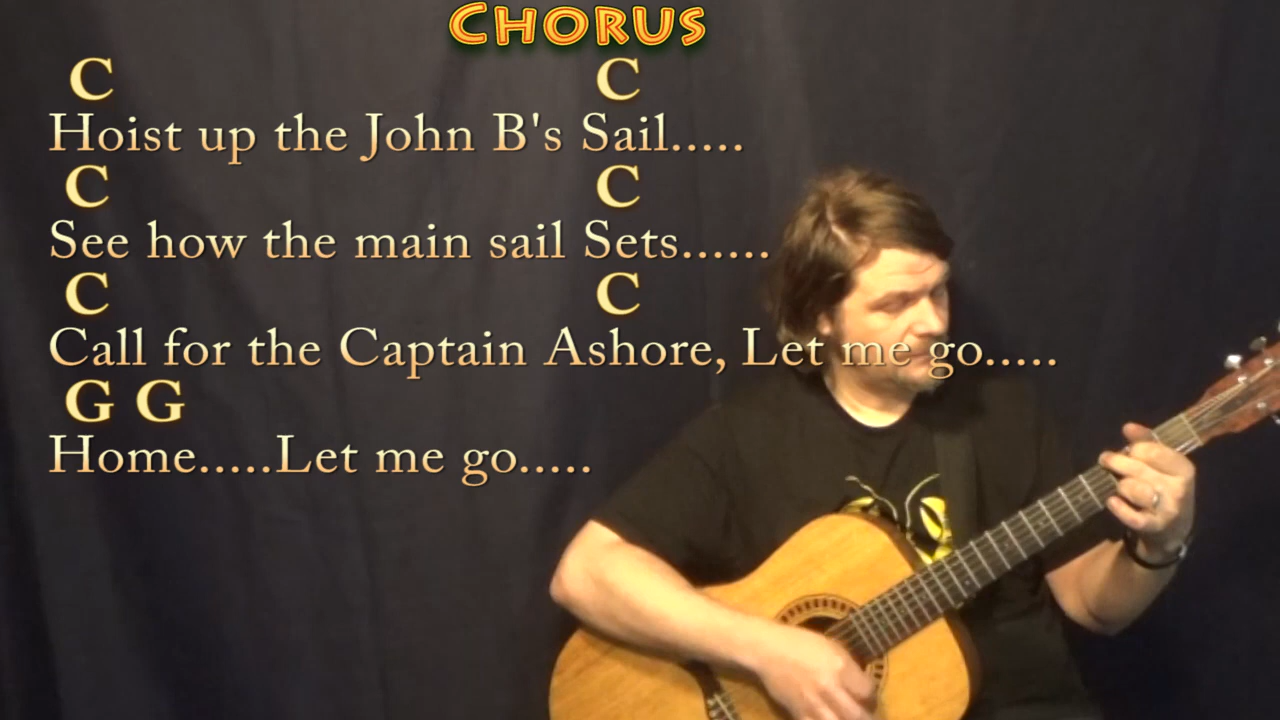 CHORUS
C C
Hoist up the John B's Sail.....
C C
See how the main sail Sets......
C C
Call for the Captain Ashore, Let me go.....
G G
Home.....Let me go.....